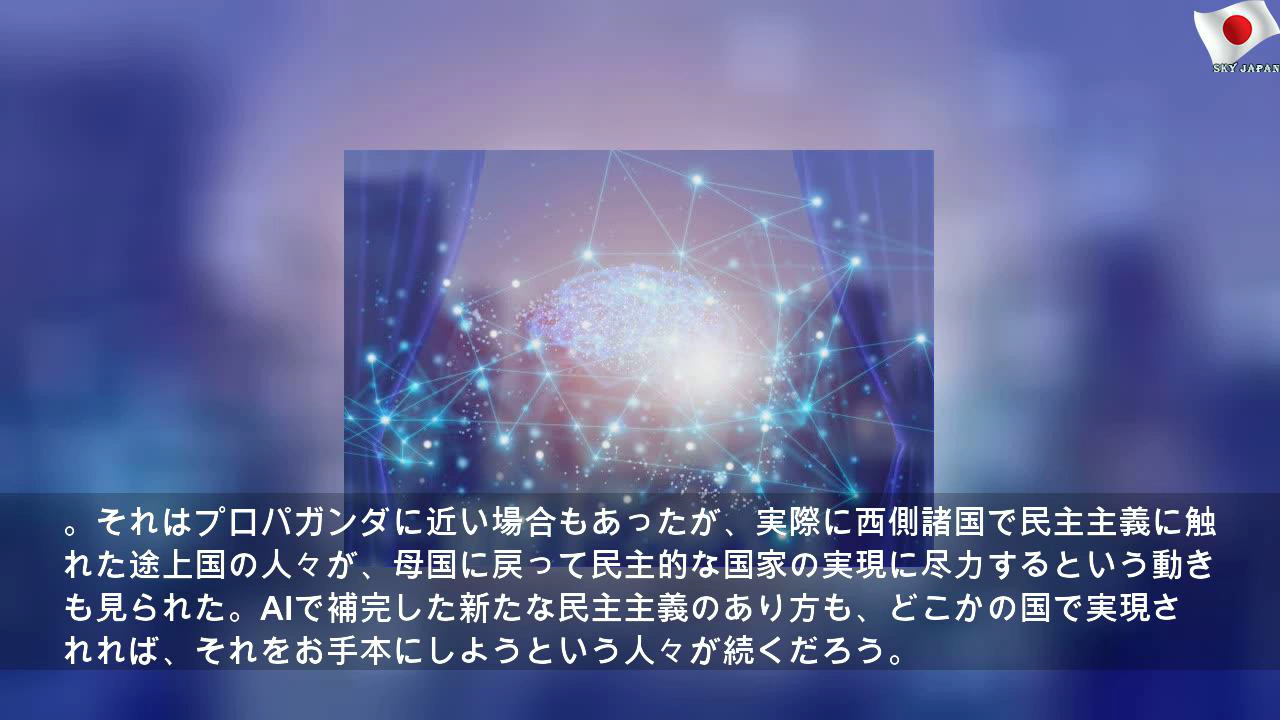 SKY JAPAN
。それはプロパガンダに近い場合もあったが、実際に西側諸国で民主主義に触
れた途上国の人々が、母国に戻って民主的な国家の実現に尽力するという動き
も見られた。AIで補完した新たな民主主義のあり方も、どこかの国で実現さ
れれば、それをお手本にしようという人々が続くだろう。